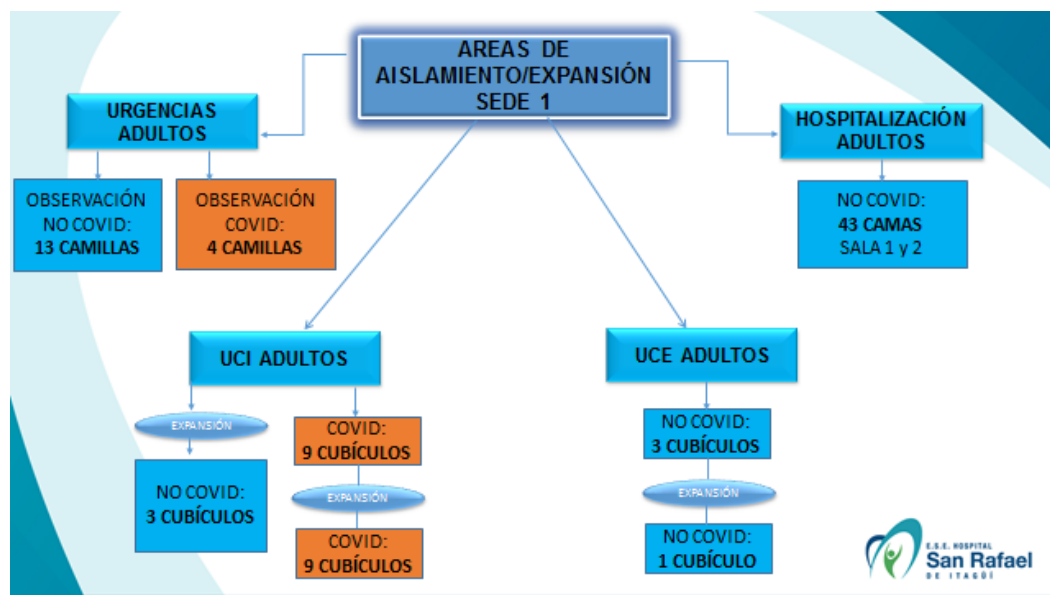 AREAS DE
AISLAMIENTO/EXPANSIÓN
SEDE 1
URGENCIAS
ADULTOS
OBSERVACIÓN
NO COVID:
13 CAMILLAS
OBSERVACIÓN
COVID:
4 CAMILLAS
HOSPITALIZACIÓN
ADULTOS
NO COVID:
43 CAMAS
SALA 1 y 2
UCI ADULTOS
EXPANSIÓN
NO COVID:
3 CUBÍCULOS
COVID:
9 CUBÍCULOS
EXPANSIÓN
COVID:
9 CUBÍCULOS
UCE ADULTOS
NO COVID:
3 CUBÍCULOS
EXPANSIÓN
NO COVID:
1 CUBÍCULO
E.S.E. HOSPITAL
San Rafael
DE ITAGÜÍ